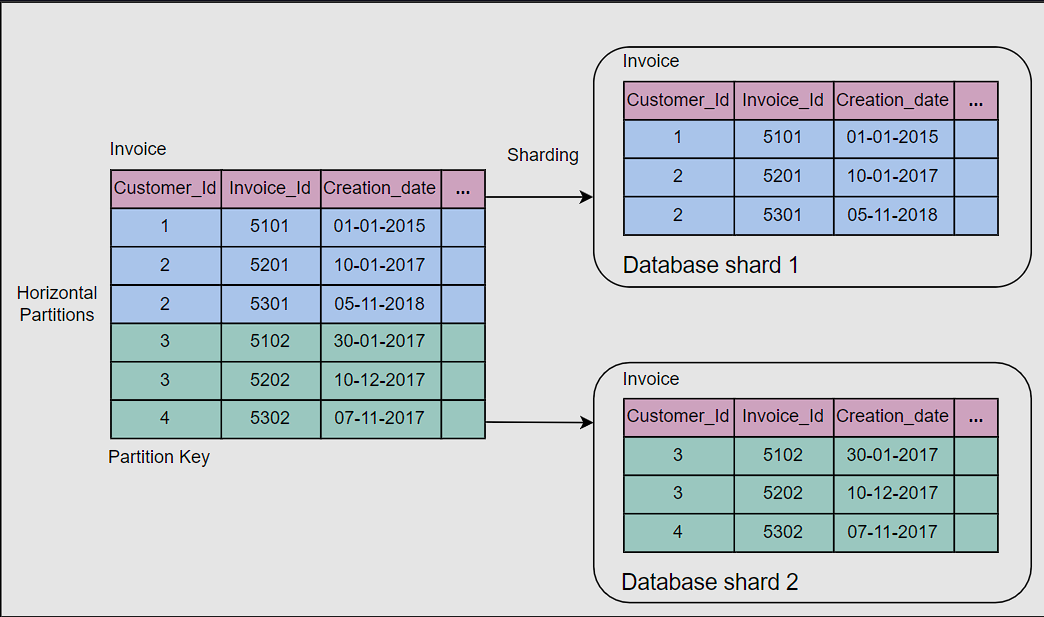 Invoice
Customer_Id Invoice_Id Creation_date ...
1 5101 01-01-2015
2 5201 10-01-2017
2 5301 05-11-2018
3 5102 30-01-2017
3 5202 10-12-2017
4 5302 07-11-2017
Horizontal
Partitions
Partition Key
Sharding
Invoice
Customer_Id Invoice_Id Creation_date ...
1 5101 01-01-2015
2 5201 10-01-2017
2 5301 05-11-2018
Database shard 1
Invoice
Customer_Id Invoice_Id Creation_date ...
3 5102 30-01-2017
3 5202 10-12-2017
4 5302 07-11-2017
Database shard 2